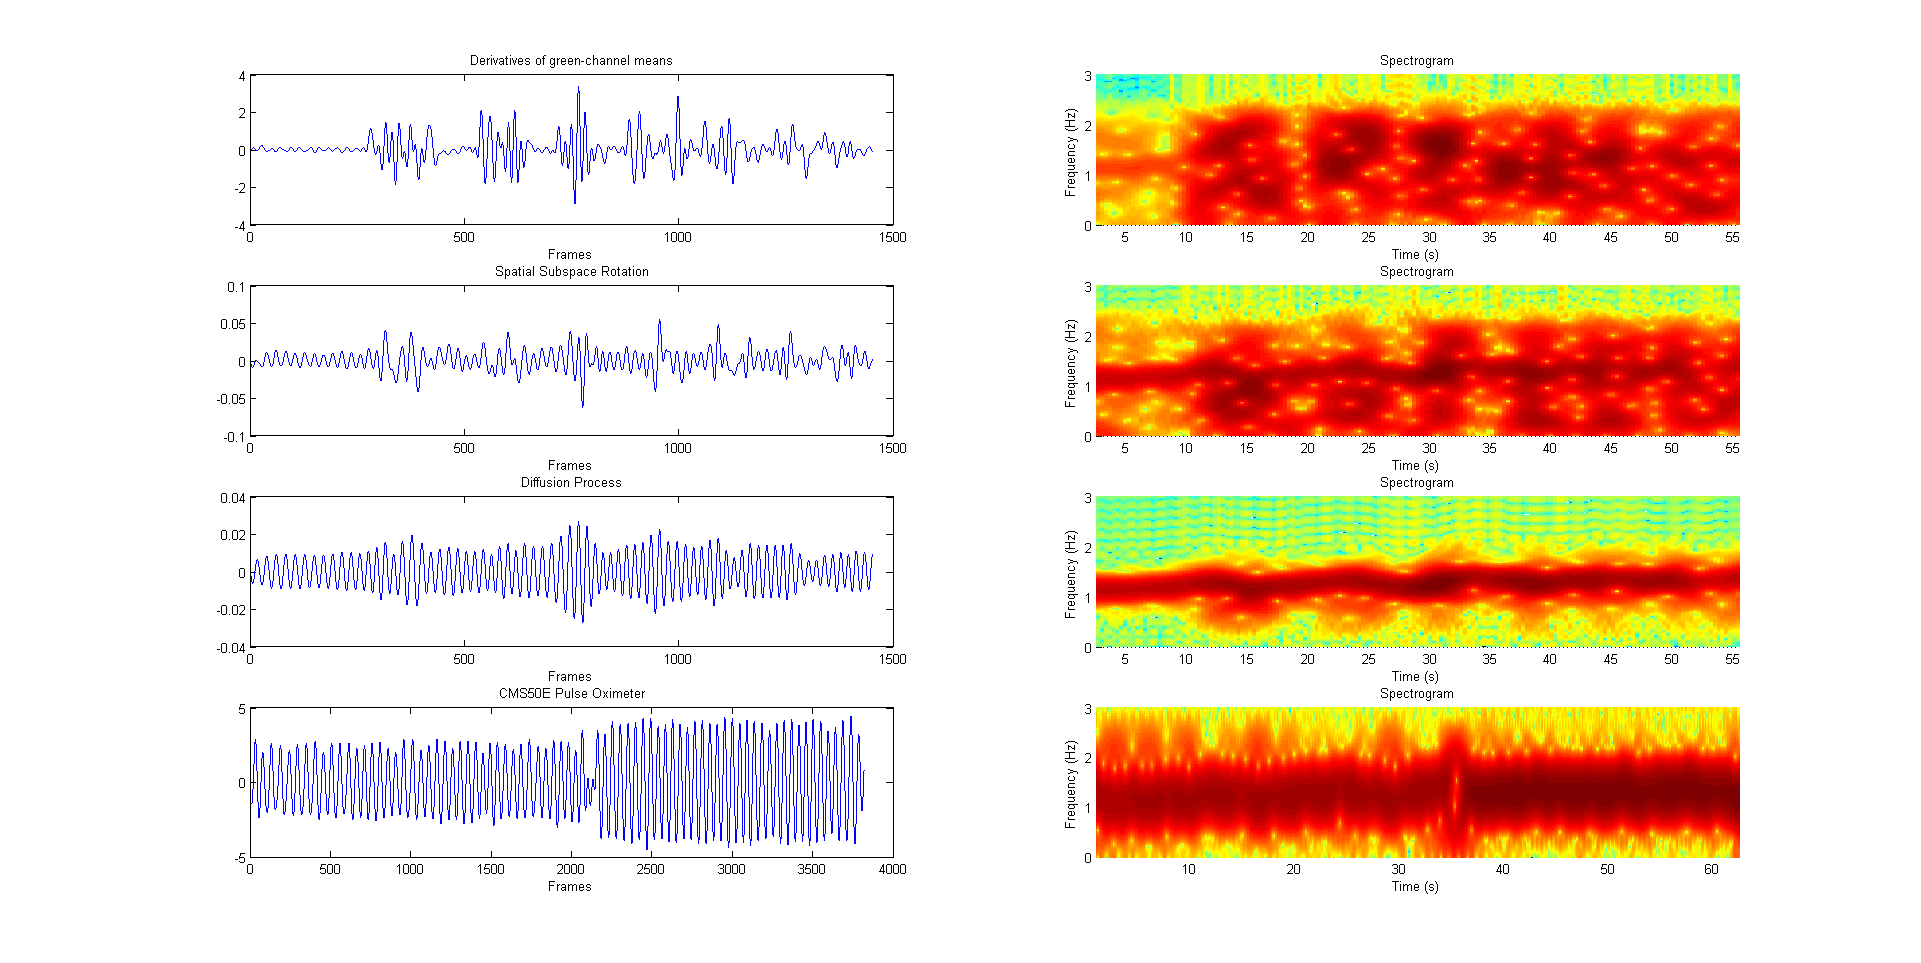 Derivatives of green-channel means
4
2
0
-2
-4
0 500 1000 1500
Frames
Spectrogram
Frequency (Hz)
3
2
1
0
5 10 15 20 25 30 35 40 45 50 55
Time (s)
Spatial Subspace Rotation
0.1
0.05
0
-0.05
-0.1
0 500 1000 1500
Frames
Spectrogram
Frequency (Hz)
3
2
1
0
5 10 15 20 25 30 35 40 45 50 55
Time (s)
Diffusion Process
0.04
0.02
0
-0.02
-0.04
0 500 1000 1500
Frames
Spectrogram
Frequency (Hz)
3
2
1
0
5 10 15 20 25 30 35 40 45 50 55
Time (s)
CMS50E Pulse Oximeter
5
0
-5
0 500 1000 1500 2000 2500 3000 3500 4000
Frames
Spectrogram
Frequency (Hz)
3
2
1
0
10 20 30 40 50 60
Time (s)